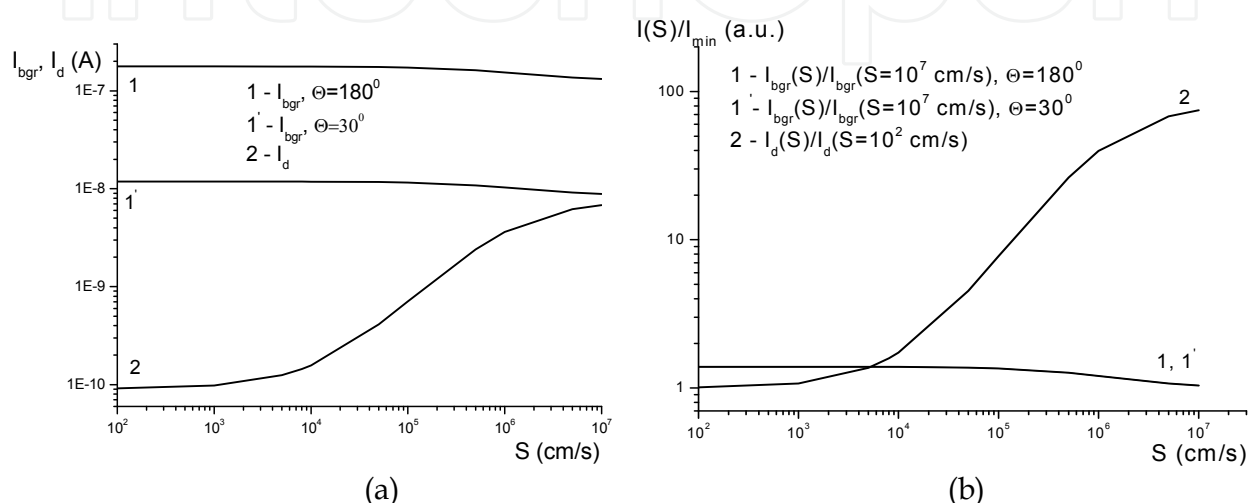 I_bgr, I_d (A)
1E-7
1E-8
1E-9
1E-10
1
1'
2
1 - I_bgr, Θ=180⁰
1' - I_bgr, Θ=30⁰
2 - I_d
10² 10³ 10⁴ 10⁵ 10⁶ 10⁷
S (cm/s)
(a)
I(S)/I_min (a.u.)
100
10
1
1 - I_bgr(S)/I_bgr(S=10⁷ cm/s), Θ=180⁰
1' - I_bgr(S)/I_bgr(S=10⁷ cm/s), Θ=30⁰
2 - I_d(S)/I_d(S=10² cm/s)
2
1, 1'
10² 10³ 10⁴ 10⁵ 10⁶ 10⁷
S (cm/s)
(b)